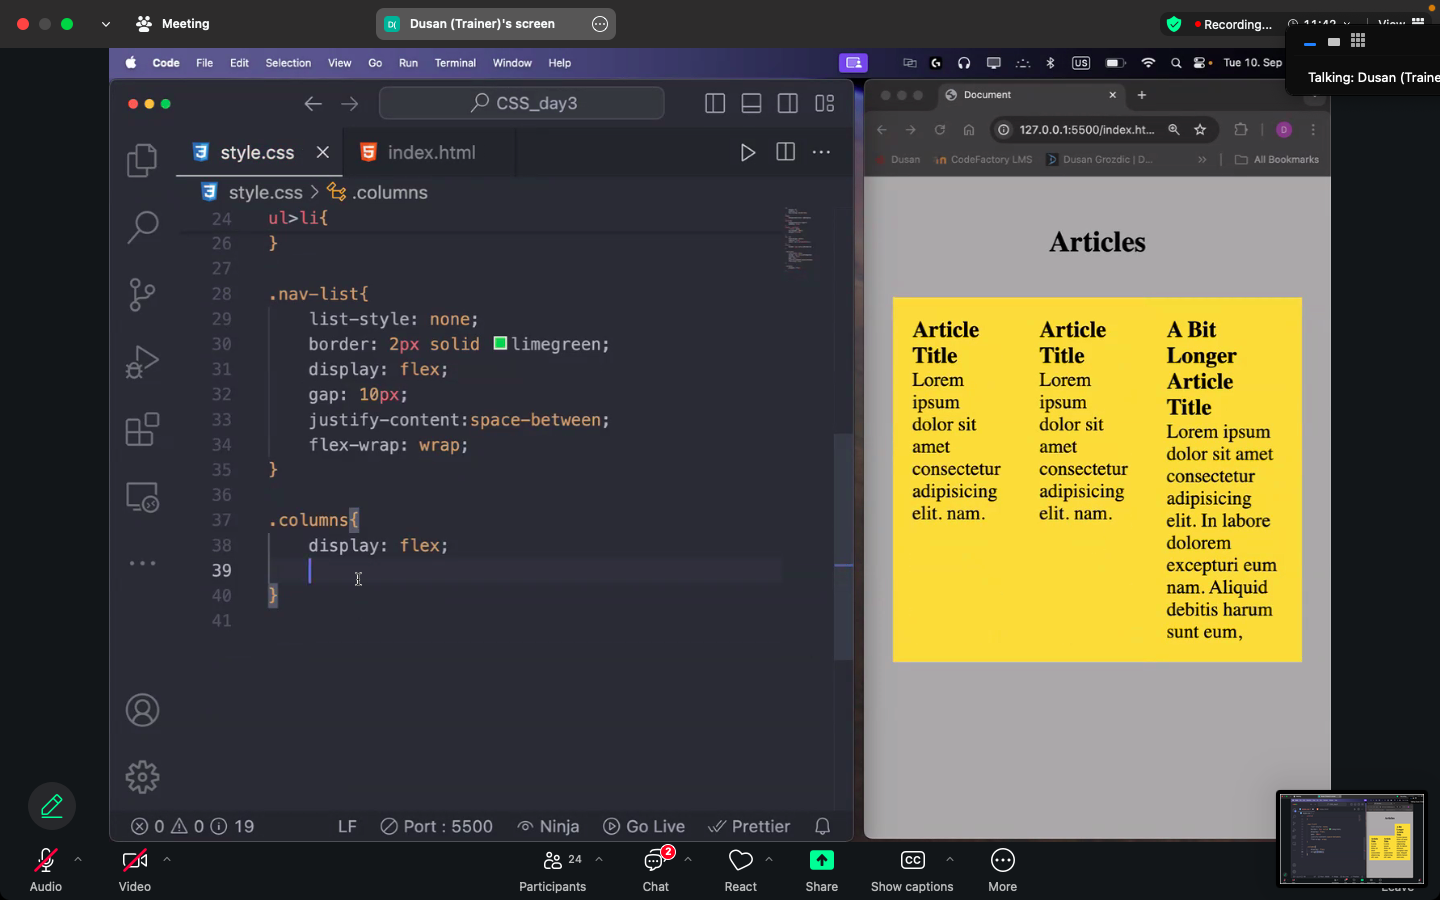 Meeting
D( Dusan (Trainer)'s screen
Recording...
11:42
View
Talking: Dusan (Traine
Code File Edit Selection View Go Run Terminal Window Help
US
Tue 10. Sep
CSS_day3
style.css
index.html
style.css > .columns
24 ul>li{
26 }
27
28 .nav-list{
29 list-style: none;
30 border: 2px solid limegreen;
31 display: flex;
32 gap: 10px;
33 justify-content:space-between;
34 flex-wrap: wrap;
35 }
36
37 .columns{
38 display: flex;
39
40 }
41
0 0 19 LF Port : 5500 Ninja Go Live Prettier
Document
127.0.0.1:5500/index.ht...
D
Dusan CodeFactory LMS Dusan Grozdic | D... >> All Bookmarks
Articles
Article
Title
Lorem
ipsum
dolor sit
amet
consectetur
adipisicing
elit. nam.
Article
Title
Lorem
ipsum
dolor sit
amet
consectetur
adipisicing
elit. nam.
A Bit
Longer
Article
Title
Lorem ipsum
dolor sit amet
consectetur
adipisicing
elit. In labore
dolorem
excepturi eum
nam. Aliquid
debitis harum
sunt eum,
Audio
Video
24
Participants
2
Chat
React
Share
CC
Show captions
More
Leave